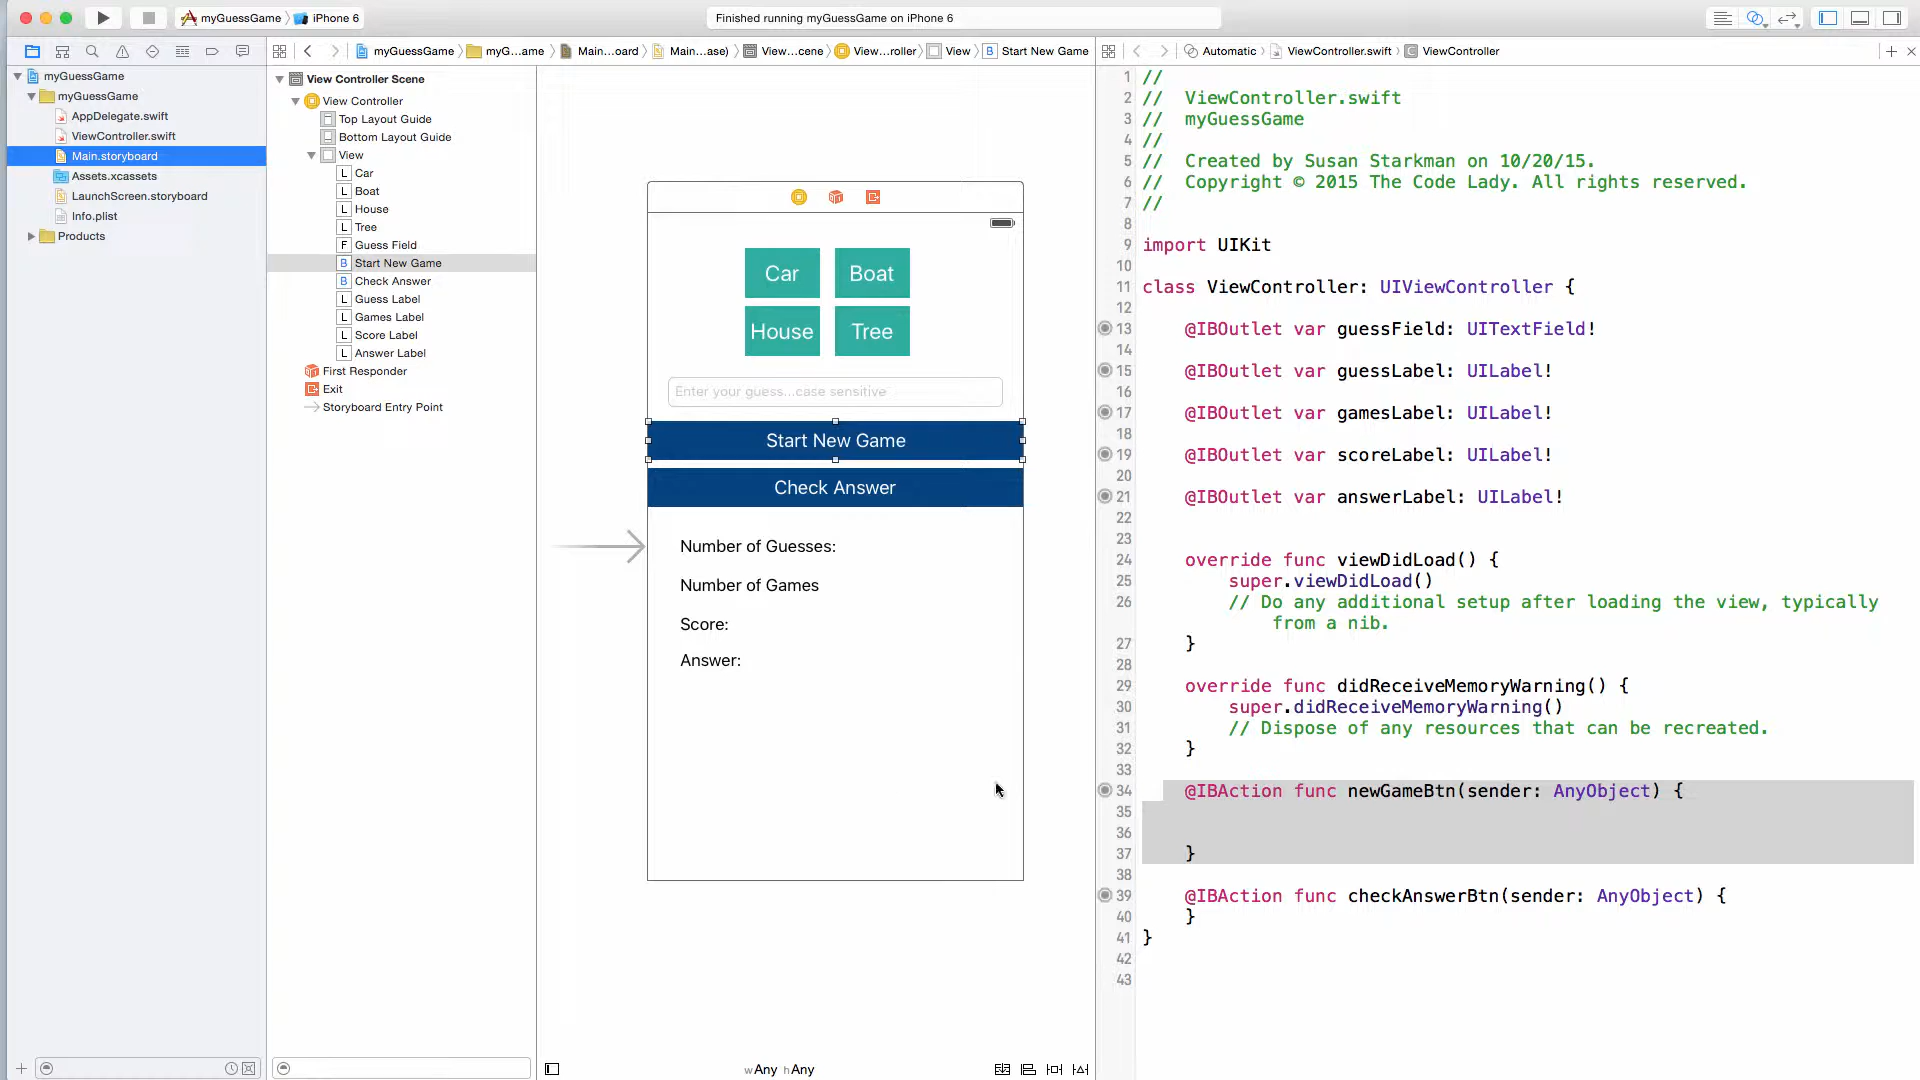 myGuessGame
iPhone 6
Finished running myGuessGame on iPhone 6
myGuessGame
myG...ame
Main...oard
Main...ase)
View...cene
View...roller
View
B
Start New Game
Automatic
ViewController.swift
C
ViewController
myGuessGame
myGuessGame
AppDelegate.swift
ViewController.swift
Main.storyboard
Assets.xcassets
LaunchScreen.storyboard
Info.plist
Products
View Controller Scene
View Controller
Top Layout Guide
Bottom Layout Guide
View
L Car
L Boat
L House
L Tree
F Guess Field
B Start New Game
B Check Answer
L Guess Label
L Games Label
L Score Label
L Answer Label
First Responder
Exit
Storyboard Entry Point
Car
Boat
House
Tree
Enter your guess...case sensitive
Start New Game
Check Answer
Number of Guesses:
Number of Games
Score:
Answer:
wAny hAny
1 //
2 // ViewController.swift
3 // myGuessGame
4 //
5 // Created by Susan Starkman on 10/20/15.
6 // Copyright © 2015 The Code Lady. All rights reserved.
7 //
8
9 import UIKit
10
11 class ViewController: UIViewController {
12
13 @IBOutlet var guessField: UITextField!
14
15 @IBOutlet var guessLabel: UILabel!
16
17 @IBOutlet var gamesLabel: UILabel!
18
19 @IBOutlet var scoreLabel: UILabel!
20
21 @IBOutlet var answerLabel: UILabel!
22
23
24 override func viewDidLoad() {
25 super.viewDidLoad()
26 // Do any additional setup after loading the view, typically
from a nib.
27 }
28
29 override func didReceiveMemoryWarning() {
30 super.didReceiveMemoryWarning()
31 // Dispose of any resources that can be recreated.
32 }
33
34 @IBAction func newGameBtn(sender: AnyObject) {
35
36
37 }
38
39 @IBAction func checkAnswerBtn(sender: AnyObject) {
40 }
41 }
42
43